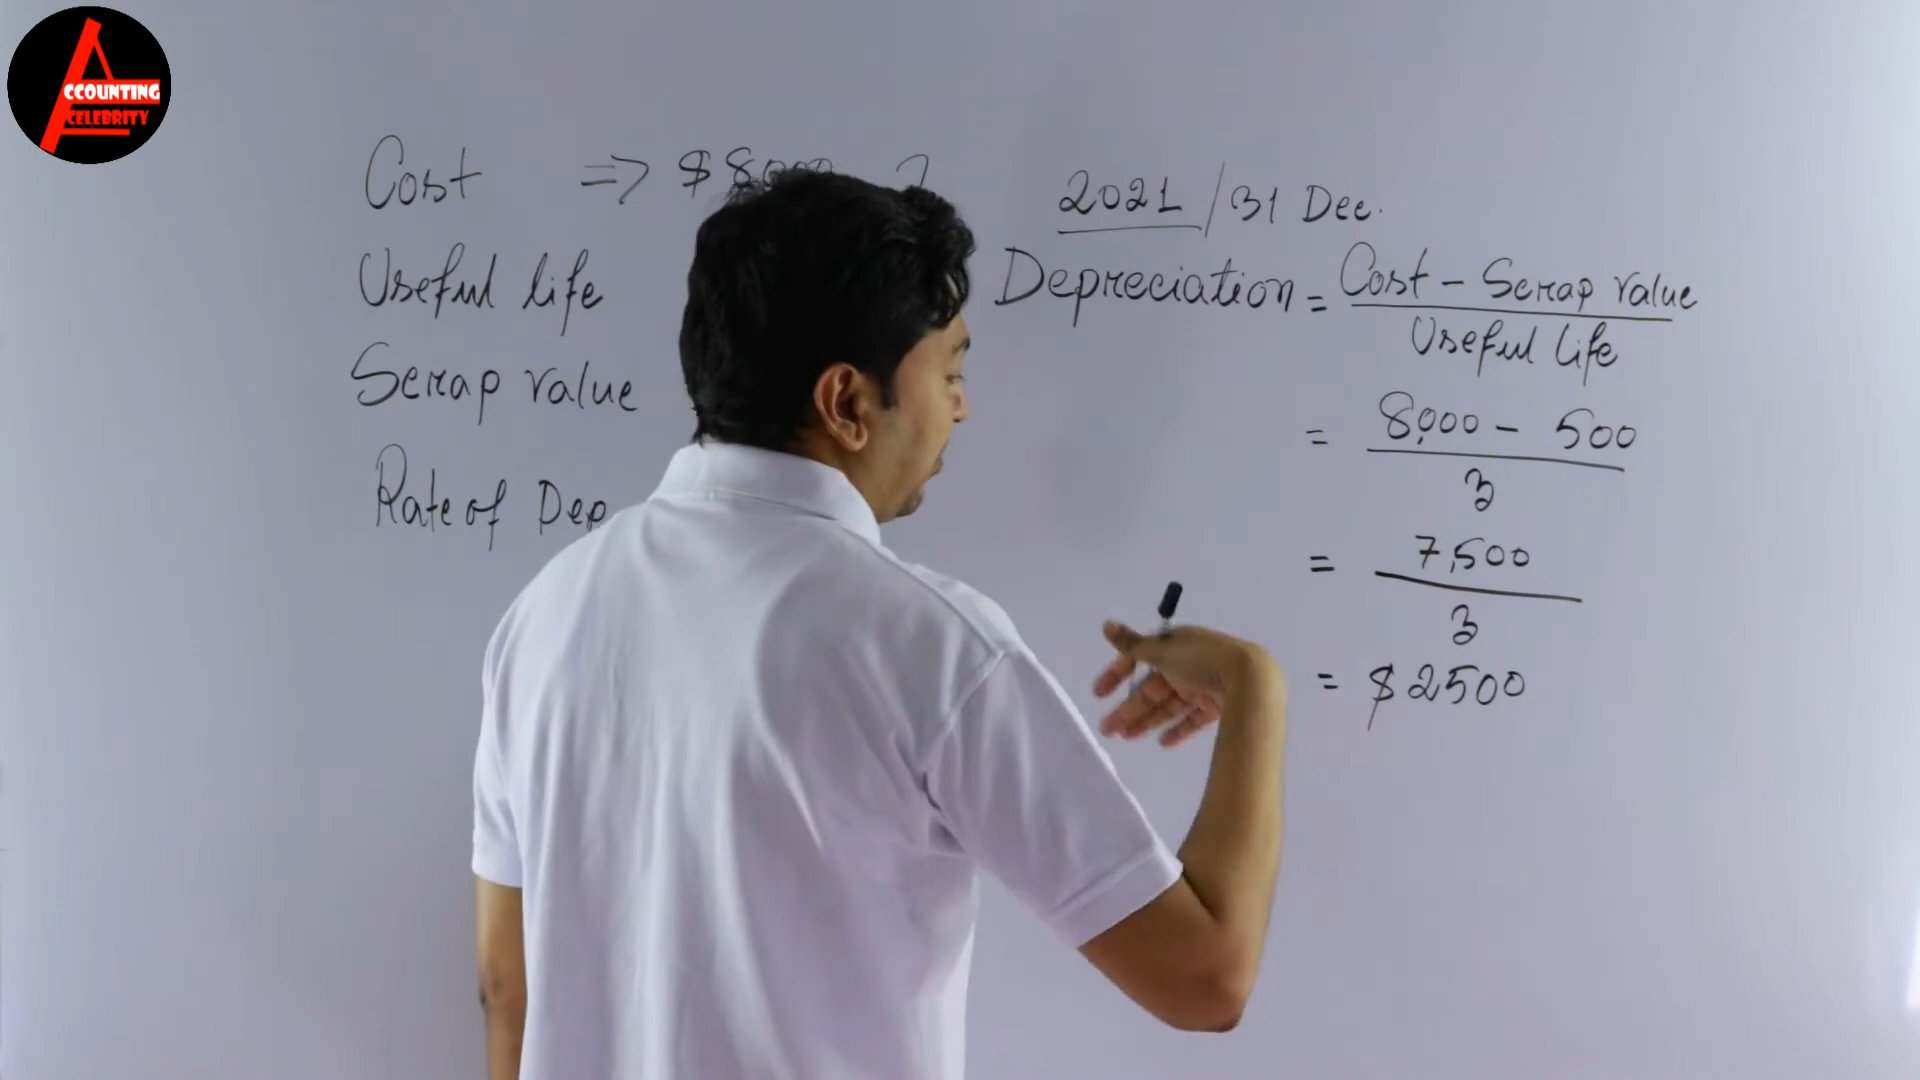 ACCOUNTING
CELEBRITY
Cost => $8,000
Useful life
Scrap value
Rate of Dep
2021 / 31 Dec.
Depreciation = Cost - Scrap value
Useful life
= 8,000 - 500
3
= 7,500
3
= $2500